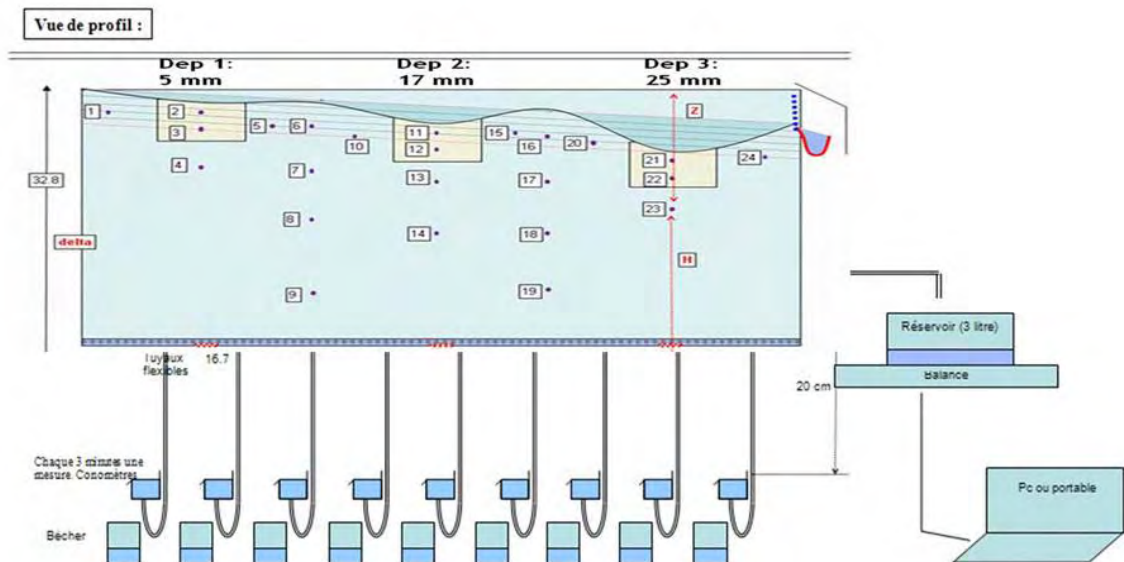 Vue de profil :
Dep 1:
5 mm
Dep 2:
17 mm
Dep 3:
25 mm
Z
1
2
3
4
5
6
7
8
9
10
11
12
13
14
15
16
17
18
19
20
21
22
23
24
32.8
delta
H
Tuyaux
flexibles
16.7
Réservoir (3 litre)
Balance
20 cm
Chaque 3 minutes une
mesure. Conomètres
Bécher
Pc ou portable